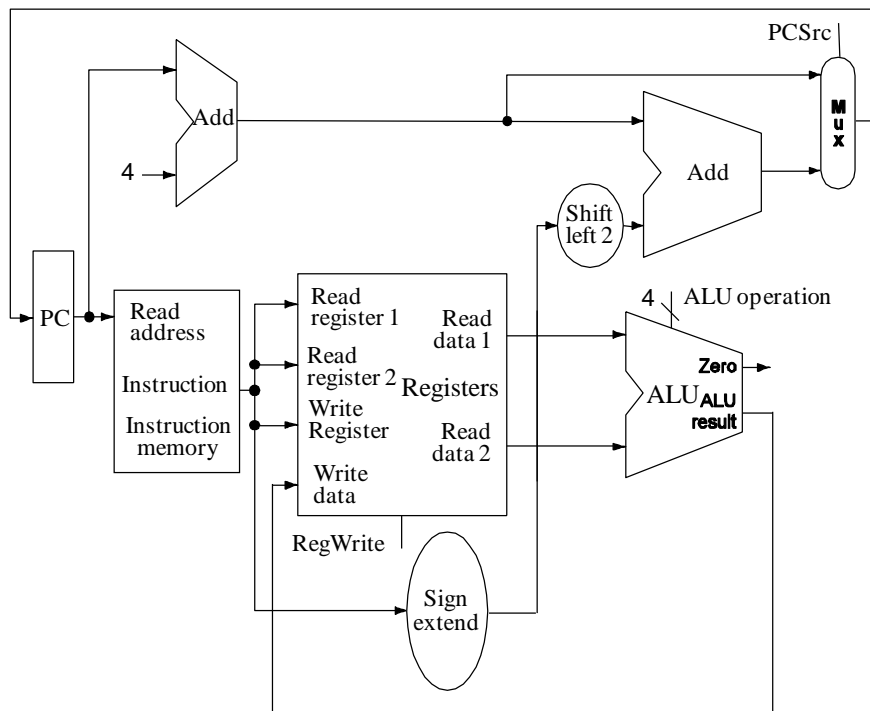 PCSrc
Mux
Add
4
Add
Shift
left 2
PC
Read
address
Instruction
Instruction
memory
Read
register 1
Read
register 2
Write
Register
Write
data
Registers
Read
data 1
Read
data 2
RegWrite
Sign
extend
4
ALU operation
Zero
ALU
ALU
result